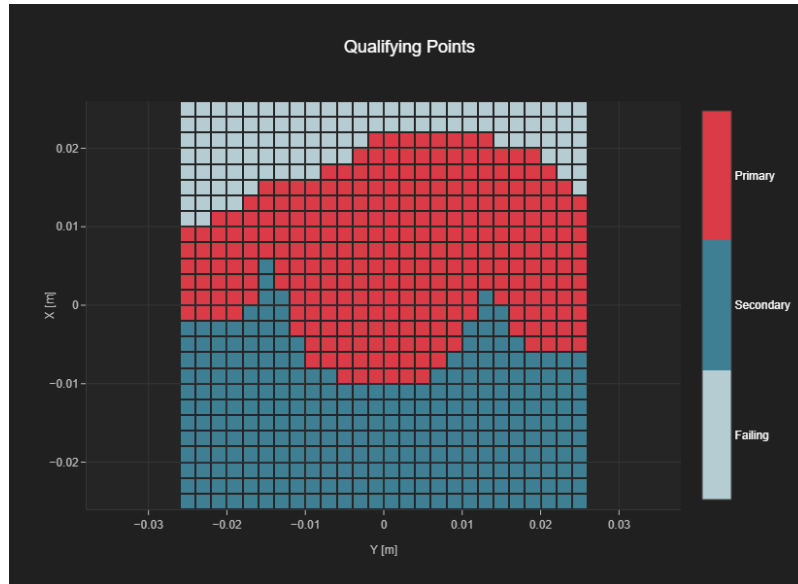 Qualifying Points
Primary
Secondary
Failing
0.02
0.01
0
−0.01
−0.02
X [m]
−0.03
−0.02
−0.01
0
0.01
0.02
0.03
Y [m]